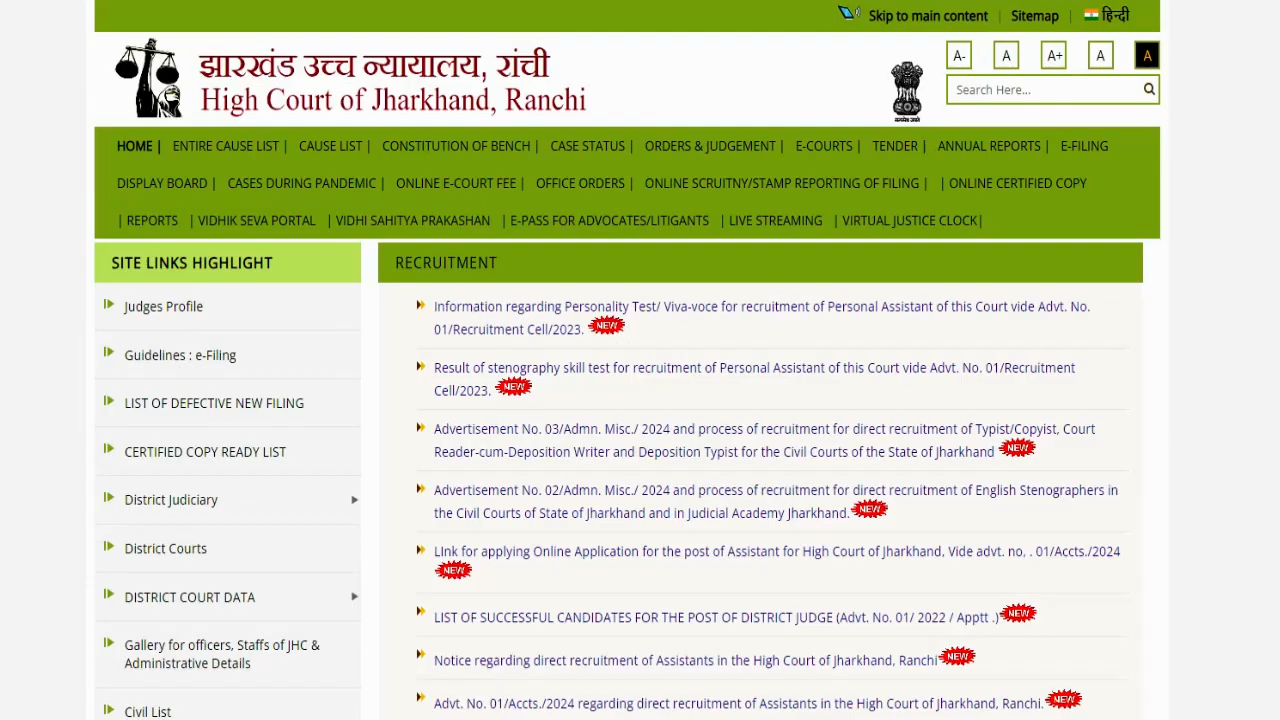 Skip to main content | Sitemap | हिन्दी
झारखंड उच्च न्यायालय, रांची
High Court of Jharkhand, Ranchi
A- A A+ A A
Search Here...
HOME | ENTIRE CAUSE LIST | CAUSE LIST | CONSTITUTION OF BENCH | CASE STATUS | ORDERS & JUDGEMENT | E-COURTS | TENDER | ANNUAL REPORTS | E-FILING
DISPLAY BOARD | CASES DURING PANDEMIC | ONLINE E-COURT FEE | OFFICE ORDERS | ONLINE SCRUITNY/STAMP REPORTING OF FILING | | ONLINE CERTIFIED COPY
| REPORTS | VIDHIK SEVA PORTAL | VIDHI SAHITYA PRAKASHAN | E-PASS FOR ADVOCATES/LITIGANTS | LIVE STREAMING | VIRTUAL JUSTICE CLOCK|
SITE LINKS HIGHLIGHT
Judges Profile
Guidelines : e-Filing
LIST OF DEFECTIVE NEW FILING
CERTIFIED COPY READY LIST
District Judiciary
District Courts
DISTRICT COURT DATA
Gallery for officers, Staffs of JHC &
Administrative Details
Civil List
RECRUITMENT
Information regarding Personality Test/ Viva-voce for recruitment of Personal Assistant of this Court vide Advt. No.
01/Recruitment Cell/2023. NEW
Result of stenography skill test for recruitment of Personal Assistant of this Court vide Advt. No. 01/Recruitment
Cell/2023. NEW
Advertisement No. 03/Admn. Misc./ 2024 and process of recruitment for direct recruitment of Typist/Copyist, Court
Reader-cum-Deposition Writer and Deposition Typist for the Civil Courts of the State of Jharkhand NEW
Advertisement No. 02/Admn. Misc./ 2024 and process of recruitment for direct recruitment of English Stenographers in
the Civil Courts of State of Jharkhand and in Judicial Academy Jharkhand. NEW
LInk for applying Online Application for the post of Assistant for High Court of Jharkhand, Vide advt. no, . 01/Accts./2024
NEW
LIST OF SUCCESSFUL CANDIDATES FOR THE POST OF DISTRICT JUDGE (Advt. No. 01/ 2022 / Apptt .) NEW
Notice regarding direct recruitment of Assistants in the High Court of Jharkhand, Ranchi NEW
Advt. No. 01/Accts./2024 regarding direct recruitment of Assistants in the High Court of Jharkhand, Ranchi. NEW